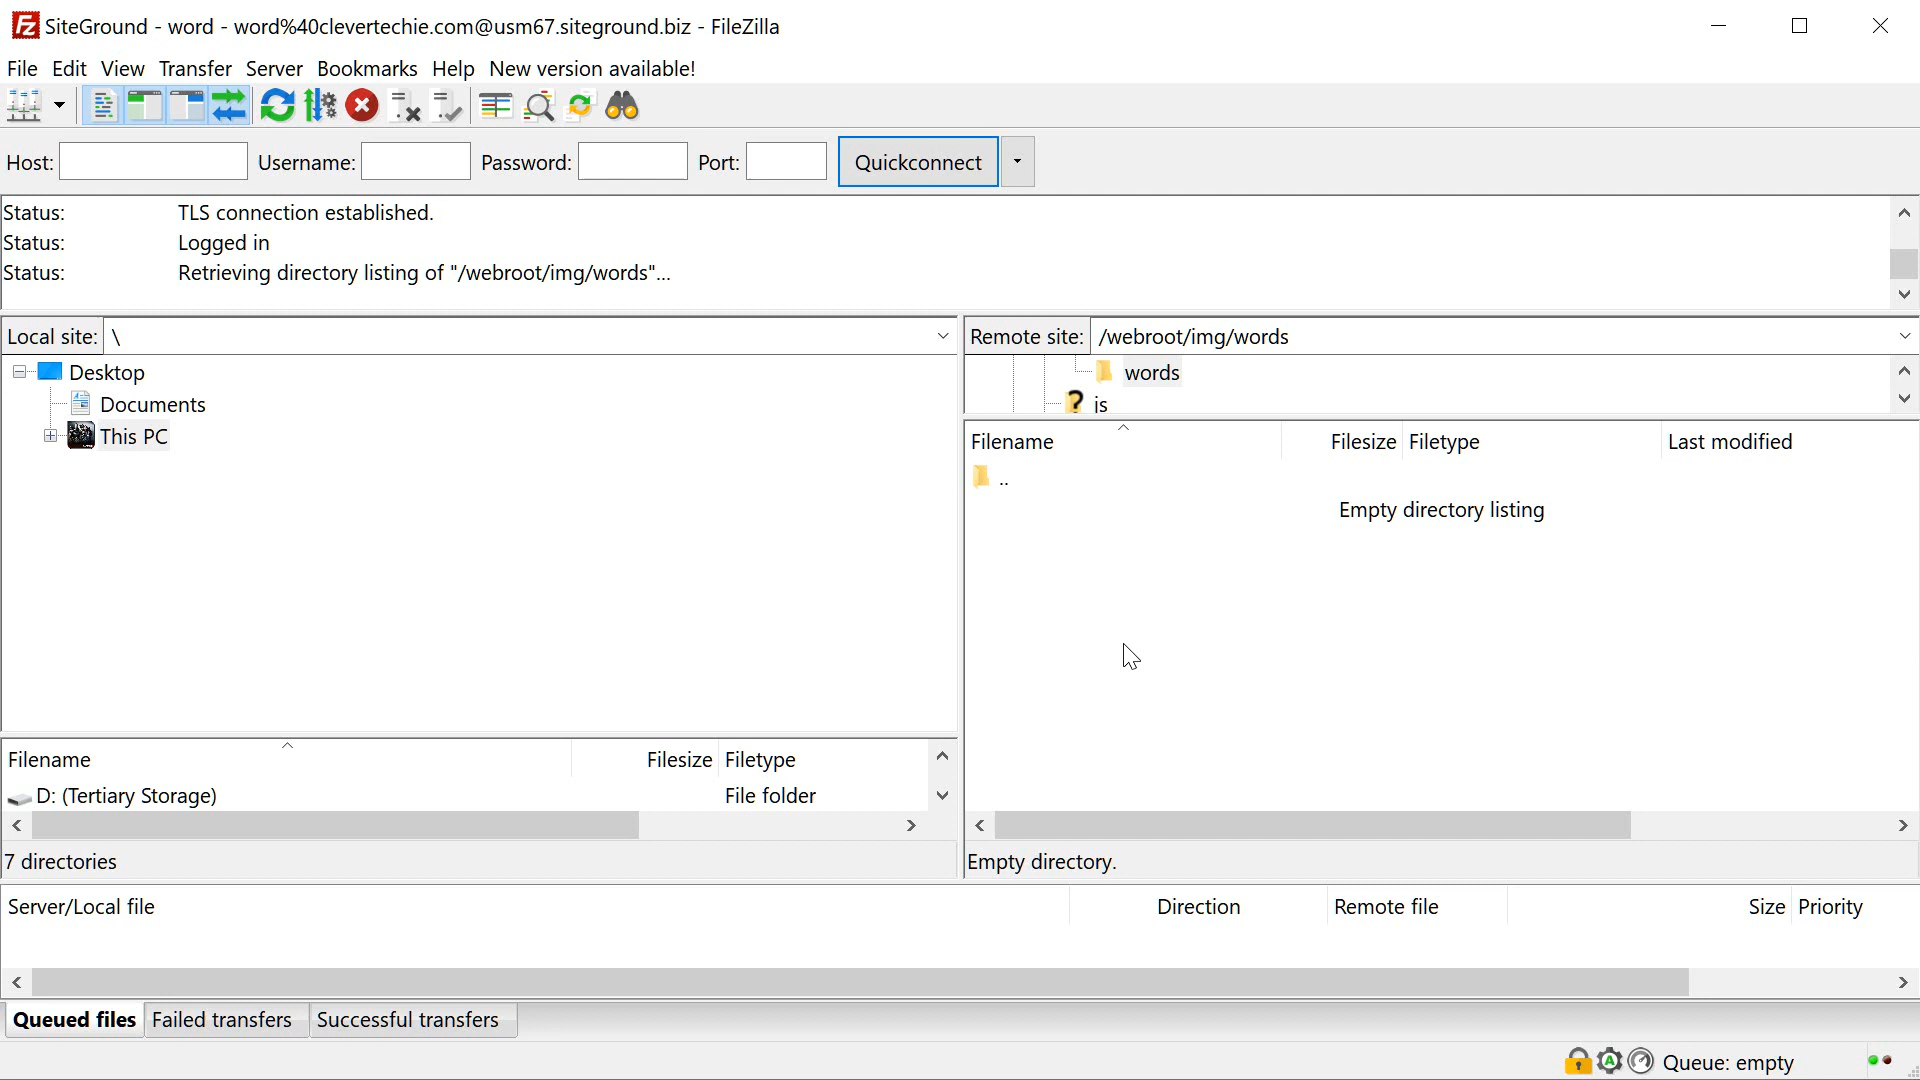 SiteGround - word - word%40clevertechie.com@usm67.siteground.biz - FileZilla
File Edit View Transfer Server Bookmarks Help New version available!
Host: Username: Password: Port: Quickconnect
Status: TLS connection established.
Status: Logged in
Status: Retrieving directory listing of "/webroot/img/words"...
Local site: \
Remote site: /webroot/img/words
Desktop
Documents
This PC
words
js
Filename Filesize Filetype Last modified
..
Empty directory listing
Filename Filesize Filetype
D: (Tertiary Storage) File folder
7 directories
Empty directory.
Server/Local file Direction Remote file Size Priority
Queued files Failed transfers Successful transfers
Queue: empty